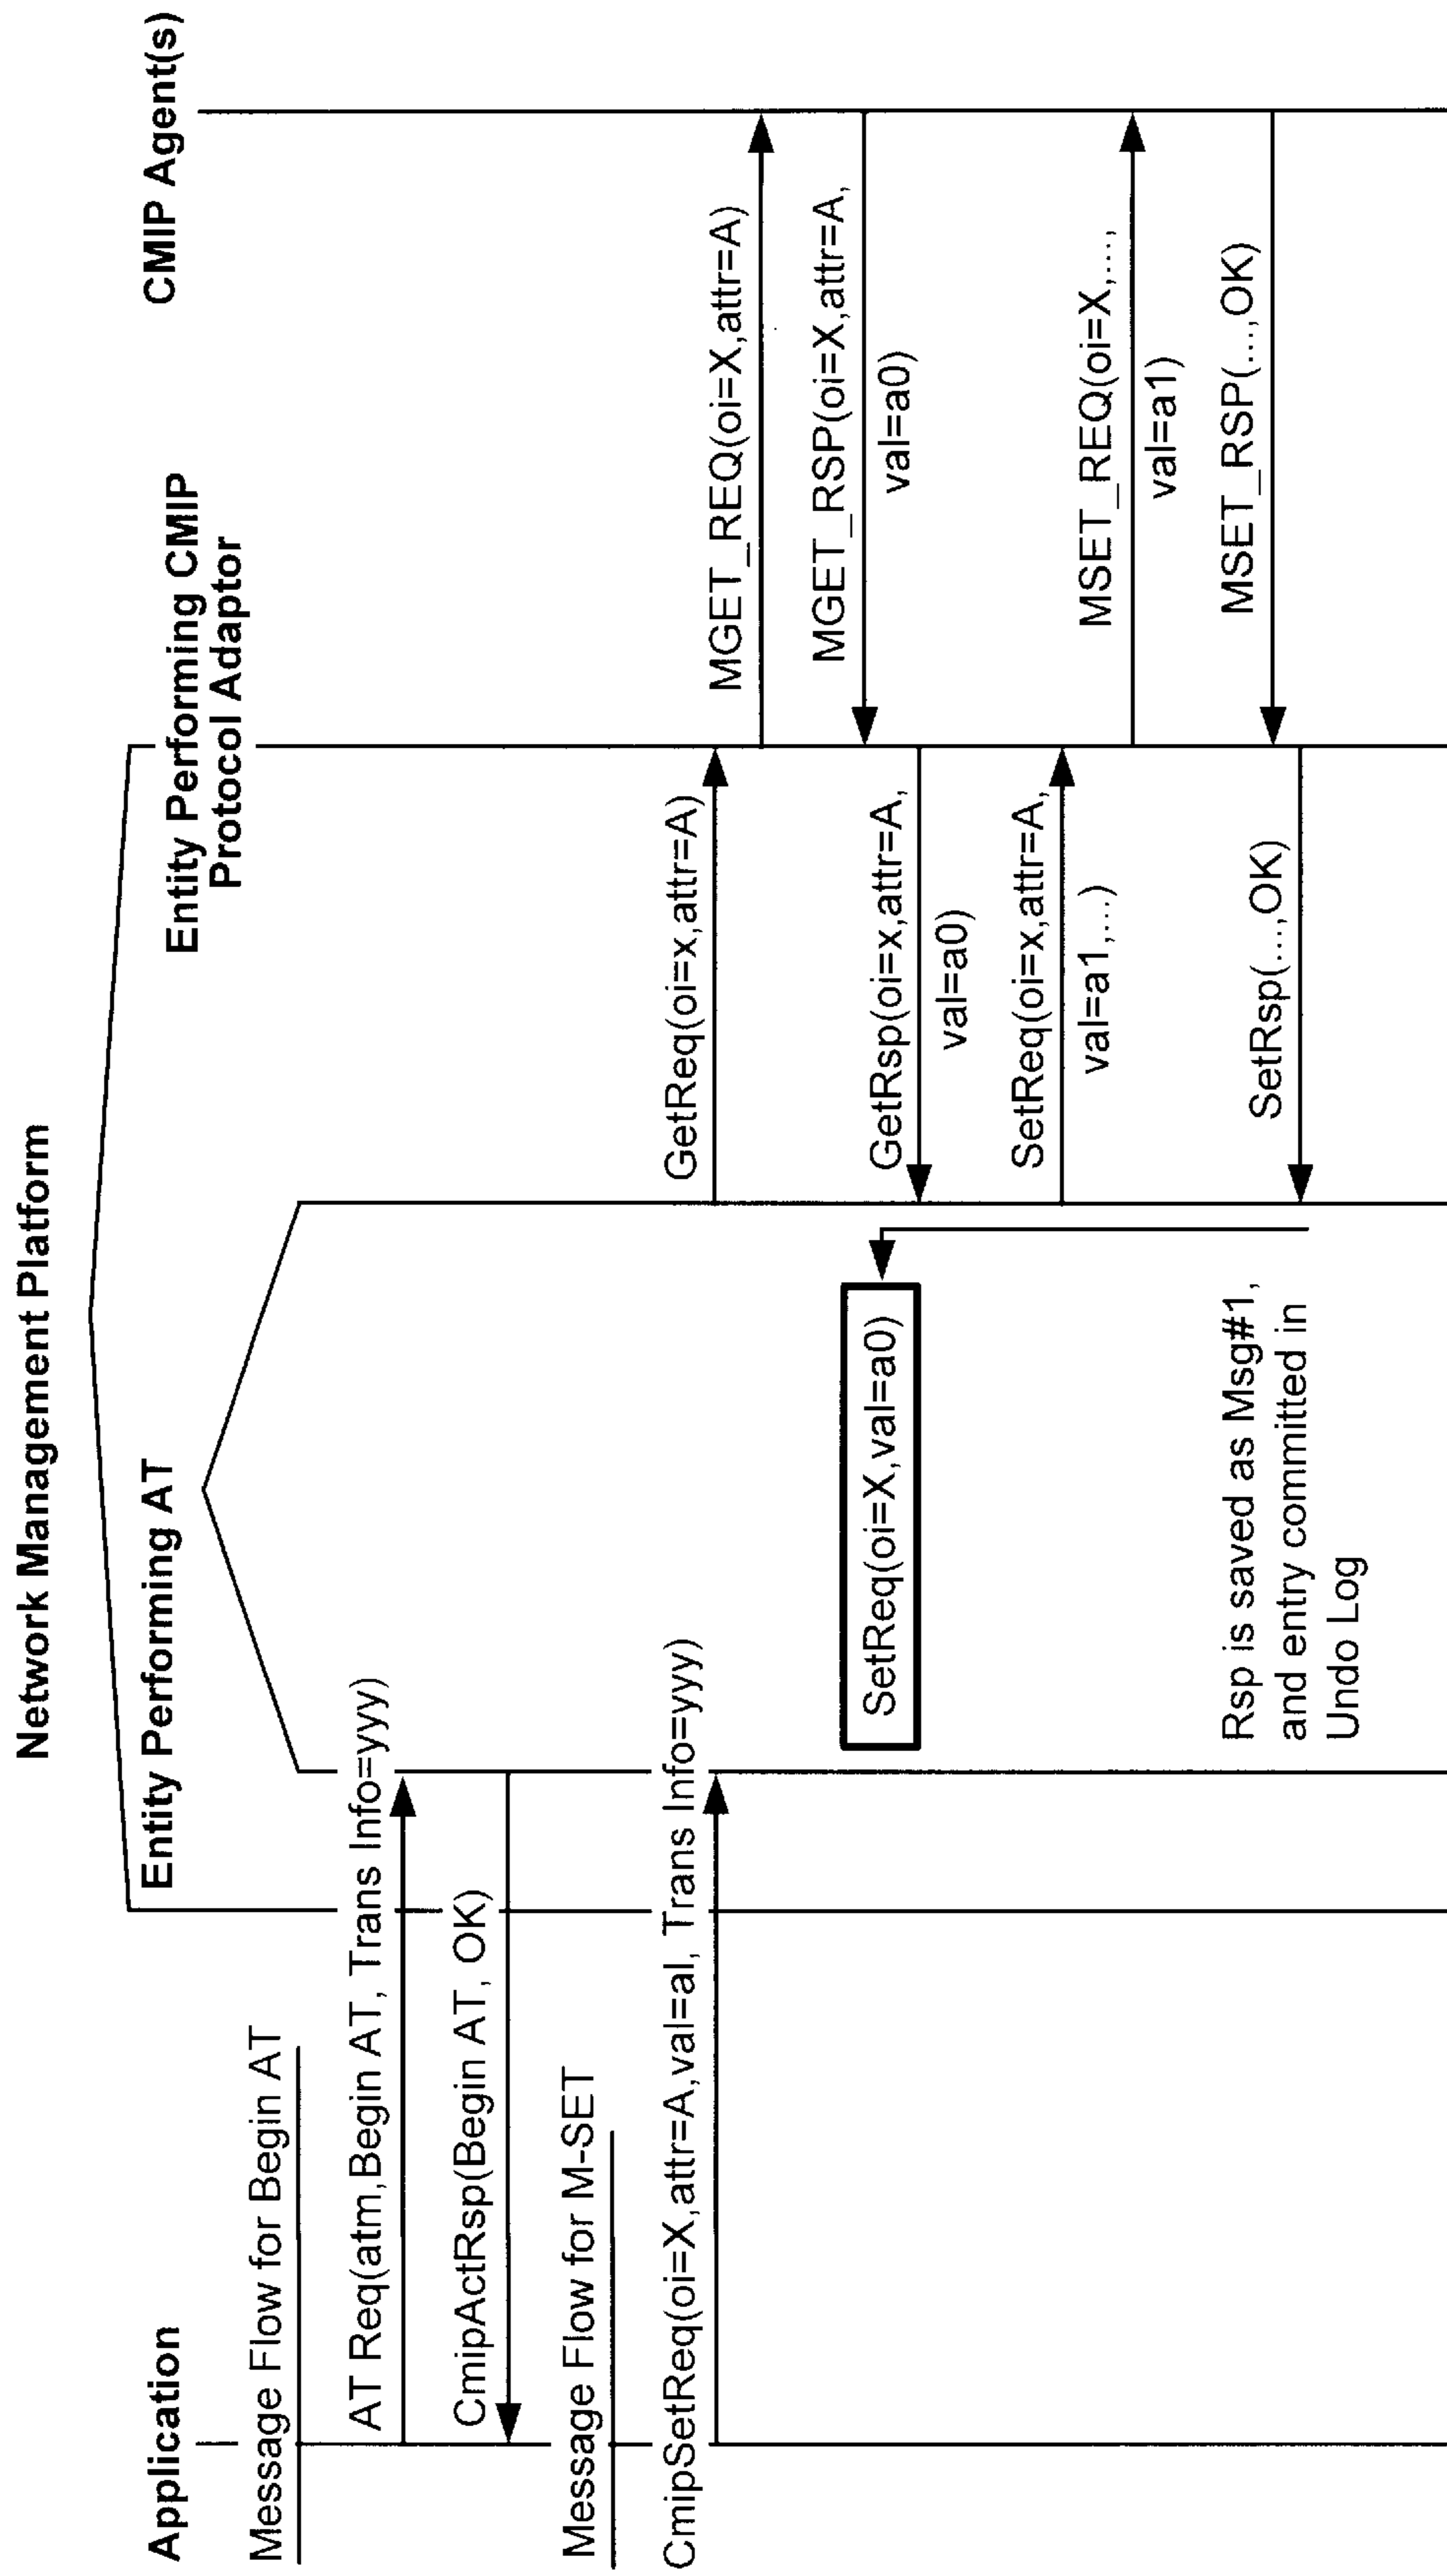 Network Management Platform
Application
Entity Performing AT
Entity Performing CMIP
Protocol Adaptor
CMIP Agent(s)
Message Flow for Begin AT
AT Req(atm,Begin AT, Trans Info=yyy)
CmipActRsp(Begin AT, OK)
Message Flow for M-SET
CmipSetReq(oi=X,attr=A,val=al, Trans Info=yyy)
GetReq(oi=x,attr=A)
MGET_REQ(oi=X,attr=A)
MGET_RSP(oi=X,attr=A,
val=a0)
SetReq(oi=X,val=a0)
GetRsp(oi=x,attr=A,
val=a0)
SetReq(oi=x,attr=A,
val=a1,...)
MSET_REQ(oi=X,...,
val=a1)
MSET_RSP(...,OK)
SetRsp(...,OK)
Rsp is saved as Msg#1,
and entry committed in
Undo Log